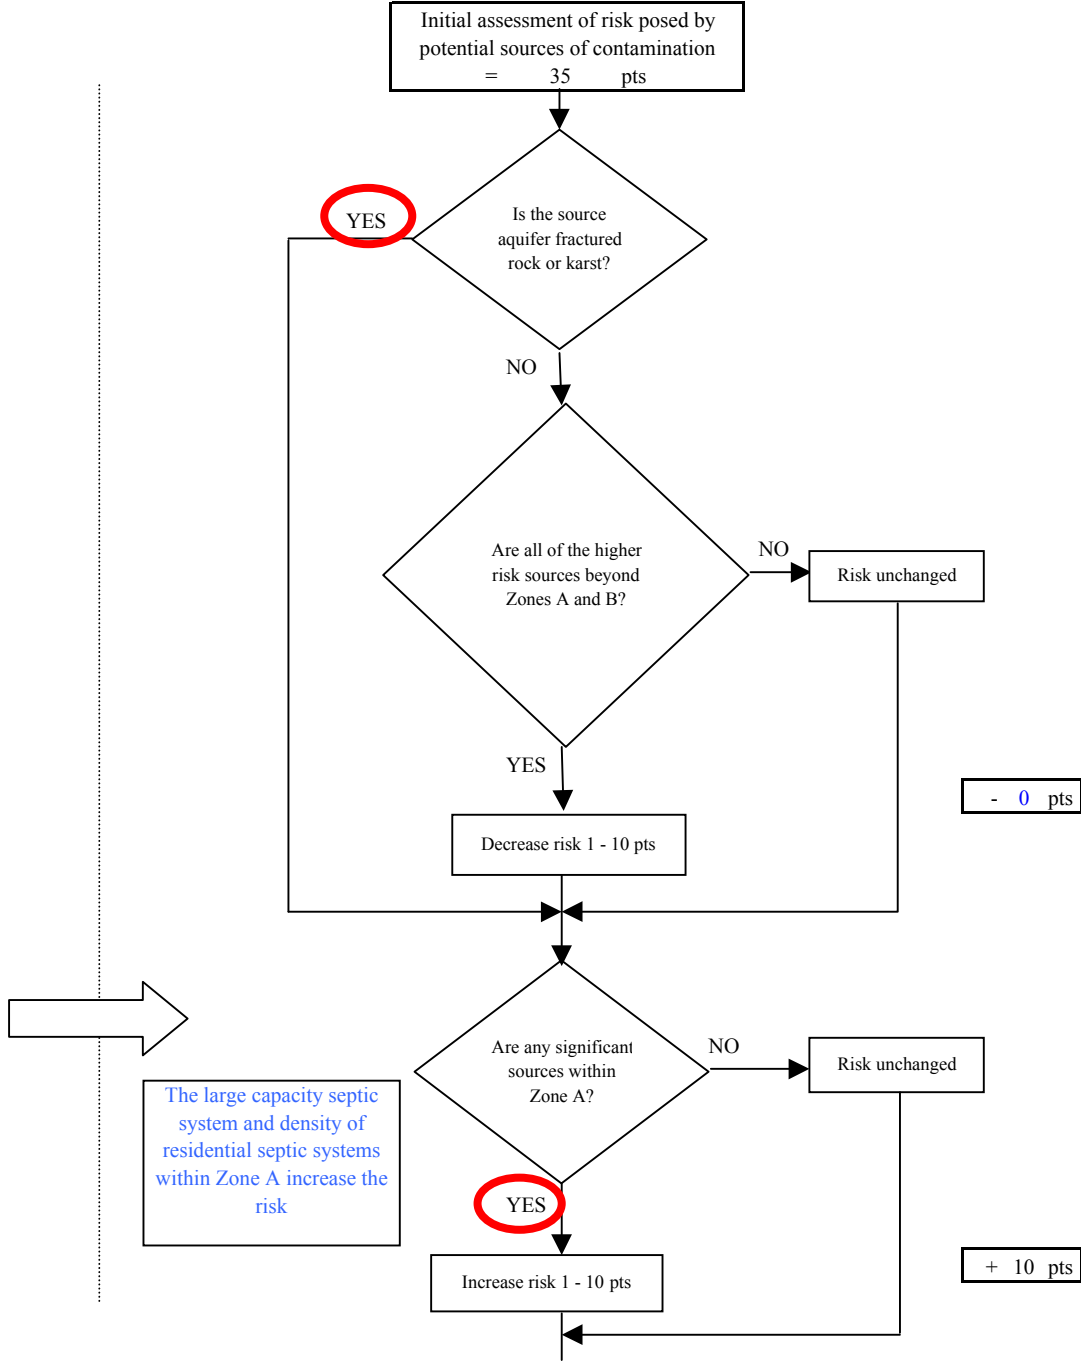 Initial assessment of risk posed by
potential sources of contamination
= 35 pts
YES
Is the source
aquifer fractured
rock or karst?
NO
Are all of the higher
risk sources beyond
Zones A and B?
NO
Risk unchanged
YES
- 0 pts
Decrease risk 1 - 10 pts
Are any significant
sources within
Zone A?
NO
Risk unchanged
The large capacity septic
system and density of
residential septic systems
within Zone A increase the
risk
YES
+ 10 pts
Increase risk 1 - 10 pts